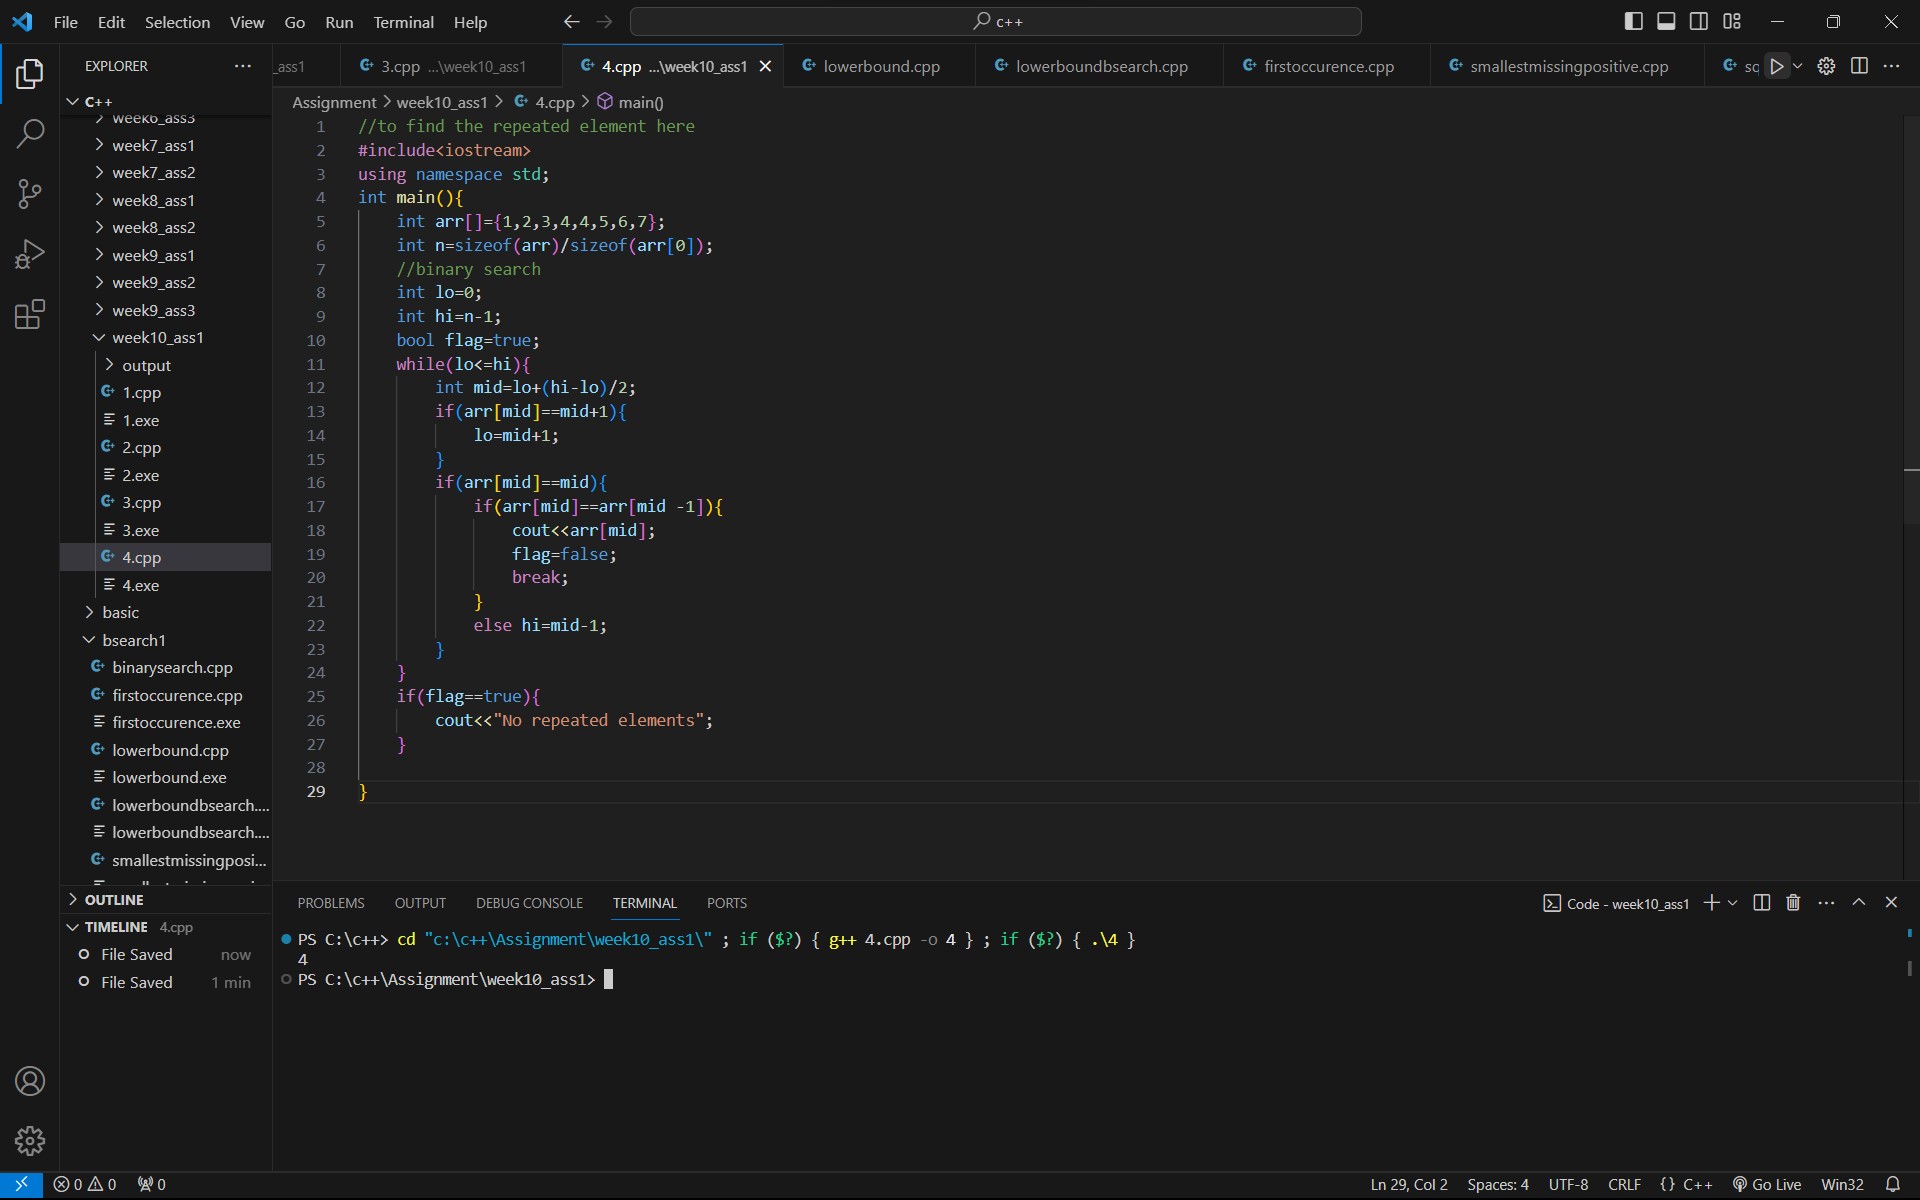 File Edit Selection View Go Run Terminal Help
c++
_ass1 3.cpp ...\week10_ass1 4.cpp ...\week10_ass1 lowerbound.cpp lowerboundbsearch.cpp firstoccurence.cpp smallestmissingpositive.cpp sq
EXPLORER
Assignment > week10_ass1 > 4.cpp > main()
C++
week6_ass3
week7_ass1
week7_ass2
week8_ass1
week8_ass2
week9_ass1
week9_ass2
week9_ass3
week10_ass1
output
1.cpp
1.exe
2.cpp
2.exe
3.cpp
3.exe
4.cpp
4.exe
basic
bsearch1
binarysearch.cpp
firstoccurence.cpp
firstoccurence.exe
lowerbound.cpp
lowerbound.exe
lowerboundbsearch....
lowerboundbsearch....
smallestmissingposi...
OUTLINE
TIMELINE 4.cpp
File Saved now
File Saved 1 min
1 //to find the repeated element here
2 #include<iostream>
3 using namespace std;
4 int main(){
5 int arr[]={1,2,3,4,4,5,6,7};
6 int n=sizeof(arr)/sizeof(arr[0]);
7 //binary search
8 int lo=0;
9 int hi=n-1;
10 bool flag=true;
11 while(lo<=hi){
12 int mid=lo+(hi-lo)/2;
13 if(arr[mid]==mid+1){
14 lo=mid+1;
15 }
16 if(arr[mid]==mid){
17 if(arr[mid]==arr[mid -1]){
18 cout<<arr[mid];
19 flag=false;
20 break;
21 }
22 else hi=mid-1;
23 }
24 }
25 if(flag==true){
26 cout<<"No repeated elements";
27 }
28
29 }
PROBLEMS OUTPUT DEBUG CONSOLE TERMINAL PORTS
Code - week10_ass1
PS C:\c++> cd "c:\c++\Assignment\week10_ass1\" ; if ($?) { g++ 4.cpp -o 4 } ; if ($?) { .\4 }
4
PS C:\c++\Assignment\week10_ass1>
0 0 0
Ln 29, Col 2 Spaces: 4 UTF-8 CRLF {} C++ Go Live Win32